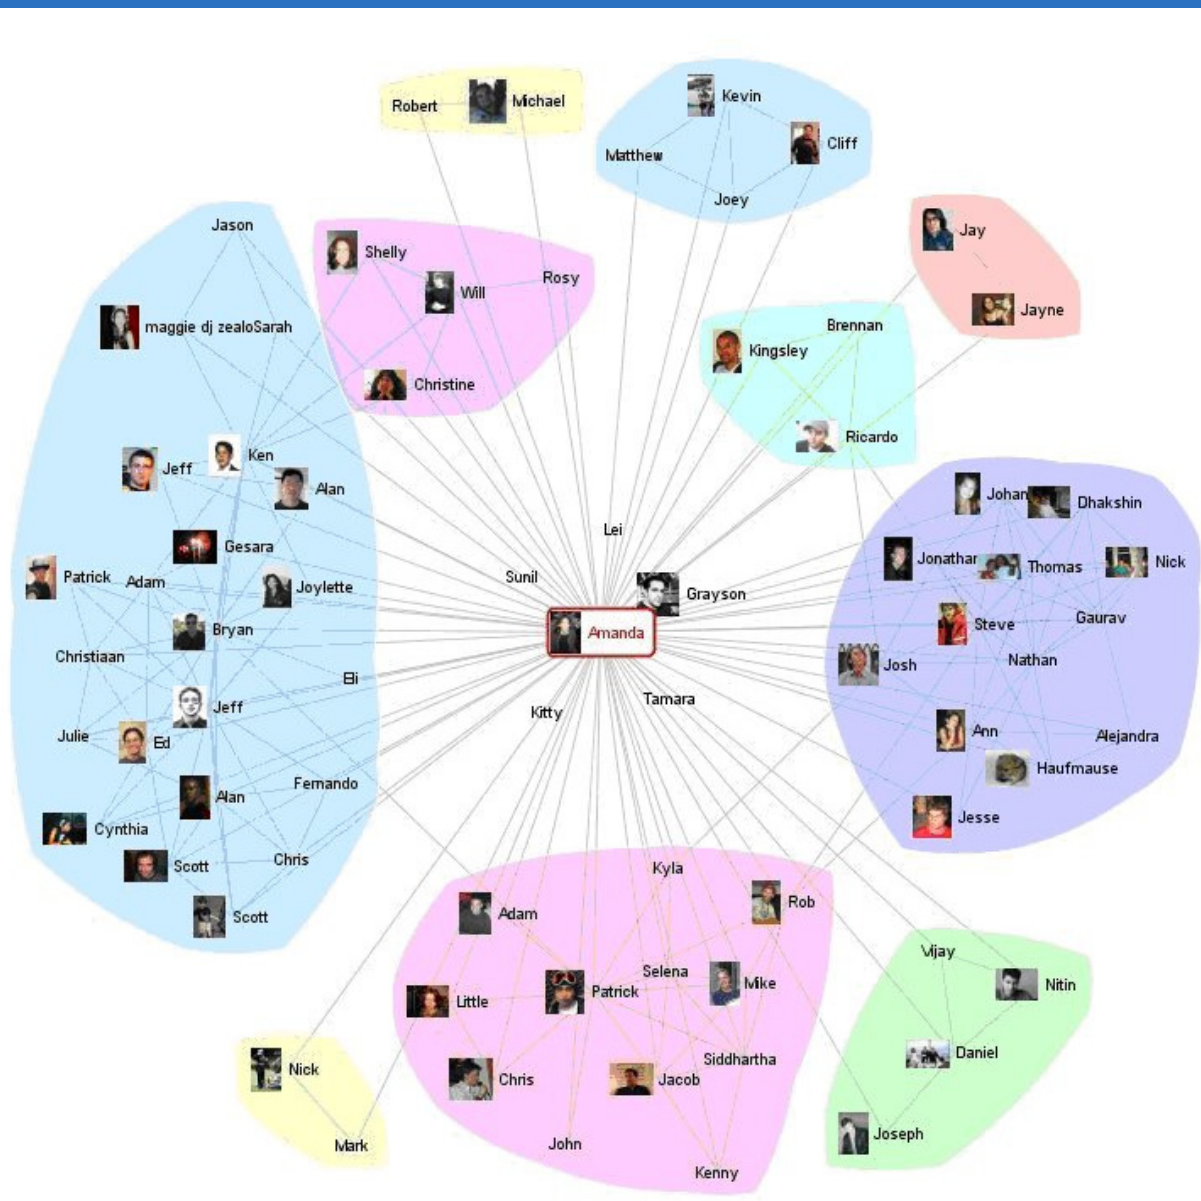 Robert
Michael
Kevin
Cliff
Matthew
Joey
Jason
Shelly
Will
Rosy
Christine
Jay
Jayne
maggie dj zealoSarah
Brennan
Kingsley
Ricardo
Jeff
Ken
Alan
Gesara
Patrick
Adam
Joylette
Bryan
Christiaan
Jeff
Julie
Ed
Alan
Fernando
Cynthia
Scott
Chris
Scott
Lei
Sunil
Grayson
Amanda
Eli
Kitty
Tamara
Johan
Dhakshin
Jonathan
Thomas
Nick
Steve
Gaurav
Josh
Nathan
Ann
Alejandra
Haufmause
Jesse
Kyla
Adam
Rob
Selena
Little
Patrick
Mike
Siddhartha
Chris
Jacob
John
Kenny
Vijay
Nitin
Daniel
Joseph
Nick
Mark